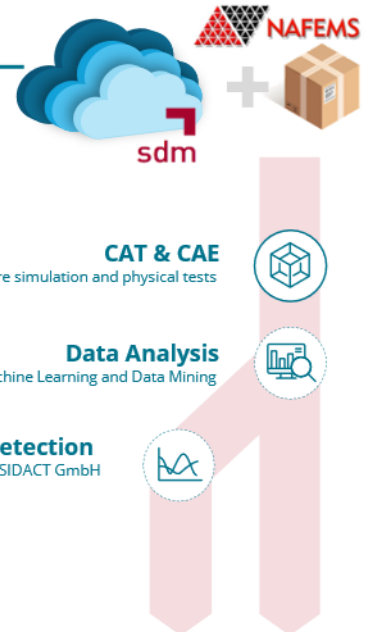 NAFEMS
sdm
CAT & CAE
re simulation and physical tests
Data Analysis
chine Learning and Data Mining
etection
SIDACT GmbH